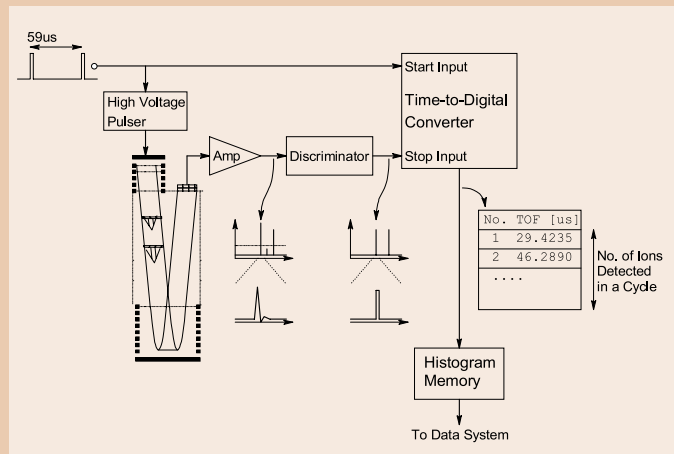 59us
Start Input
High Voltage
Pulser
Time-to-Digital
Converter
Amp
Discriminator
Stop Input
No. TOF [us]
1 29.4235
2 46.2890
....
No. of Ions
Detected
in a Cycle
Histogram
Memory
To Data System